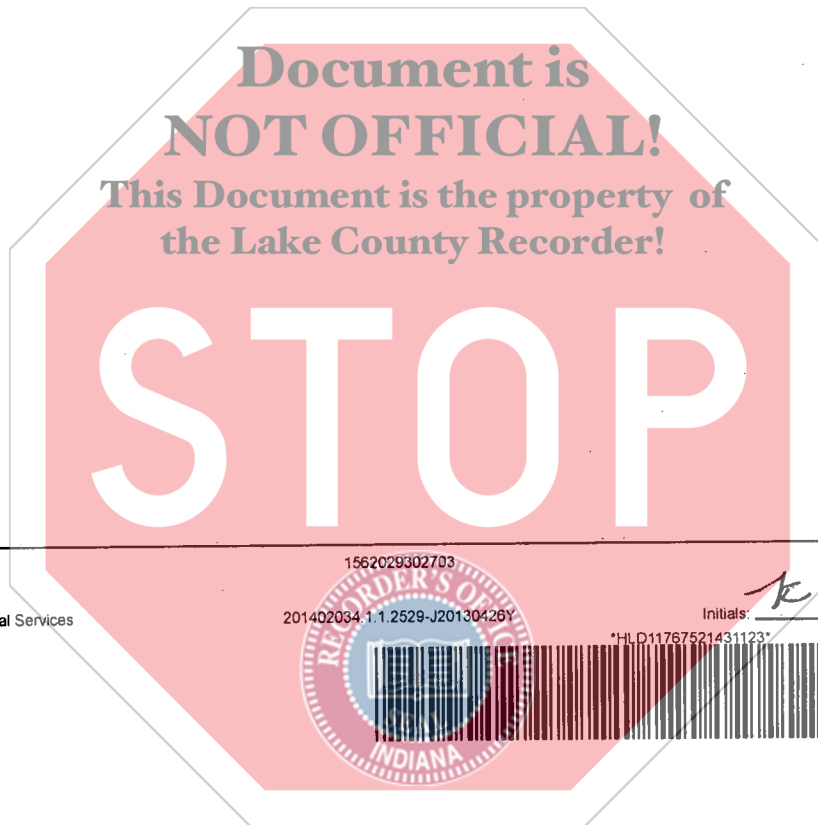 Document is
NOT OFFICIAL!
This Document is the property of
the Lake County Recorder!
STOP
1562029302703
al Services
201402034.1.1.2529-J20130426Y
Initials:
*HLD11767521431123*
RECORDER'S OFFICE
SEAL
INDIANA